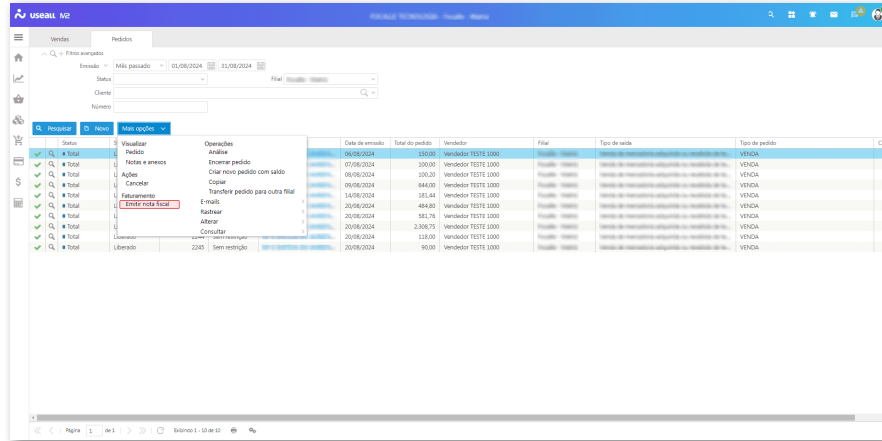 useall M2
Vendas Pedidos
Filtros avançados
Emissão Mês passado 01/08/2024 31/08/2024
Status Filial
Cliente
Número
Pesquisar Novo Mais opções
Status Data de emissão Total do pedido Vendedor Filial Tipo de saída Tipo de pedido
Visualizar Operações
Pedido Análise
Notas e anexos Encerrar pedido
Ações Criar novo pedido com saldo
Cancelar Copiar
Faturamento Transferir pedido para outra filial
Emitir nota fiscal E-mails
Rastrear
Alterar
Consultar
Total 06/08/2024 150,00 Vendedor TESTE 1000 VENDA
Total 07/08/2024 100,00 Vendedor TESTE 1000 VENDA
Total 08/08/2024 100,20 Vendedor TESTE 1000 VENDA
Total 09/08/2024 644,00 Vendedor TESTE 1000 VENDA
Total 14/08/2024 181,44 Vendedor TESTE 1000 VENDA
Total 20/08/2024 484,80 Vendedor TESTE 1000 VENDA
Total 20/08/2024 581,76 Vendedor TESTE 1000 VENDA
Total 20/08/2024 2.308,75 Vendedor TESTE 1000 VENDA
Total Liberado 2244 Sem restrição 20/08/2024 118,00 Vendedor TESTE 1000 VENDA
Total Liberado 2245 Sem restrição 20/08/2024 90,00 Vendedor TESTE 1000 VENDA
Página 1 de 1 Exibindo 1 - 10 de 10